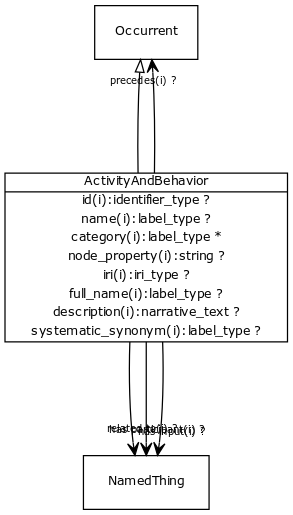 Occurrent
precedes(i) ?
ActivityAndBehavior
id(i):identifier_type ?
name(i):label_type ?
category(i):label_type *
node_property(i):string ?
iri(i):iri_type ?
full_name(i):label_type ?
description(i):narrative_text ?
systematic_synonym(i):label_type ?
NamedThing